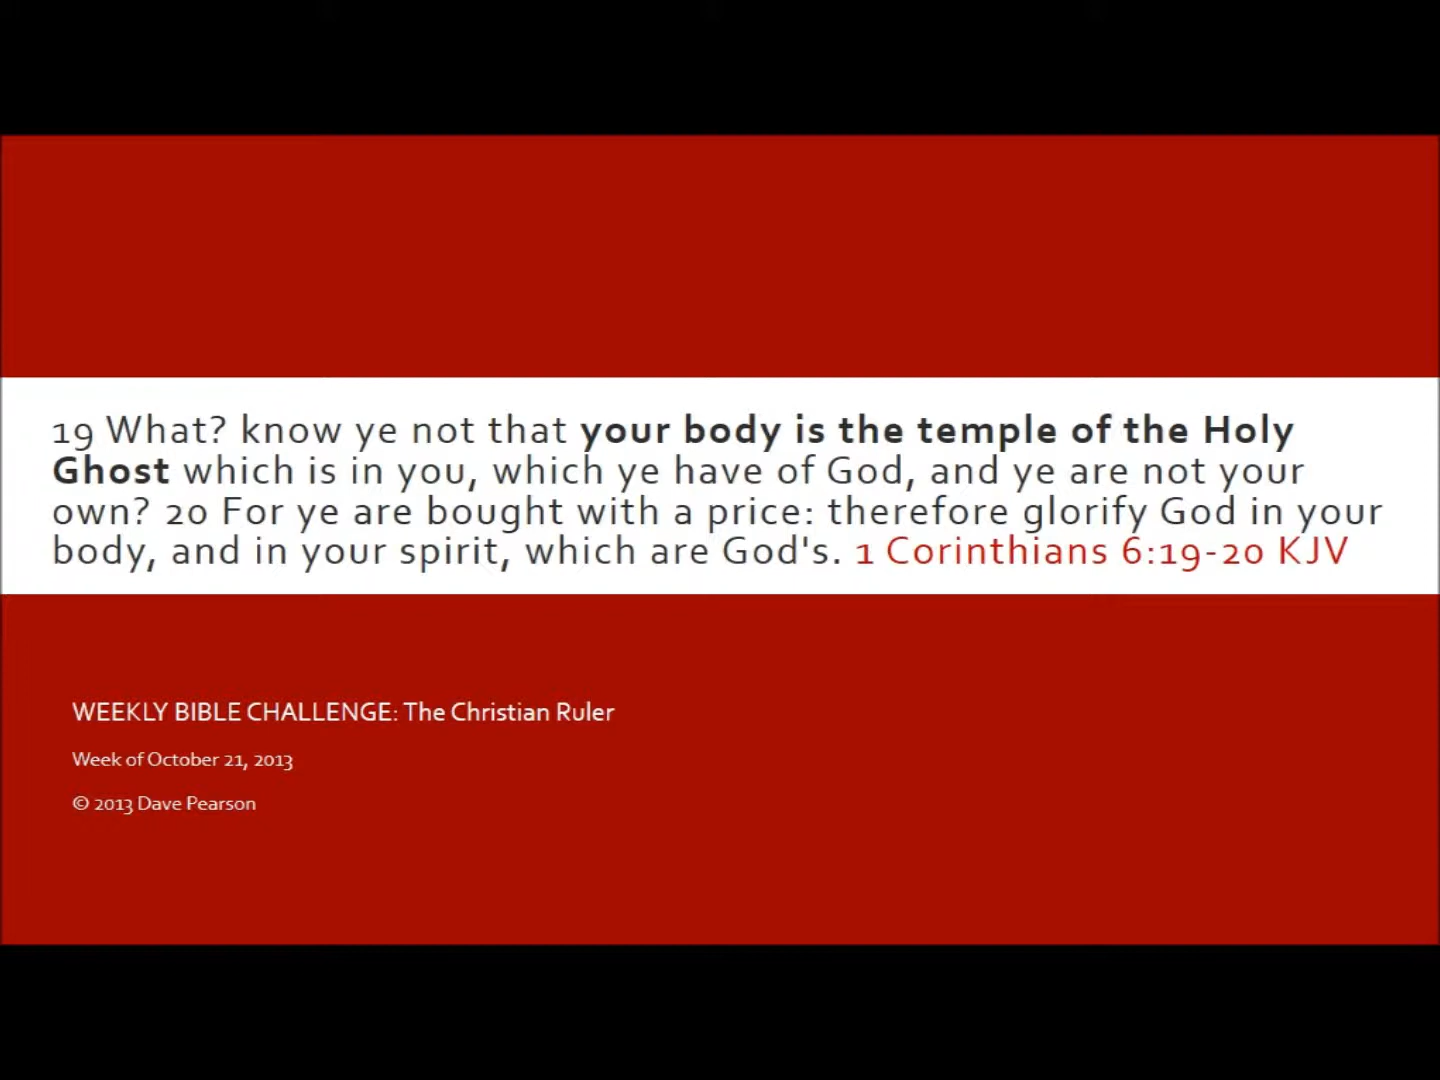 19 What? know ye not that your body is the temple of the Holy
Ghost which is in you, which ye have of God, and ye are not your
own? 20 For ye are bought with a price: therefore glorify God in your
body, and in your spirit, which are God's. 1 Corinthians 6:19-20 KJV
WEEKLY BIBLE CHALLENGE: The Christian Ruler
Week of October 21, 2013
© 2013 Dave Pearson